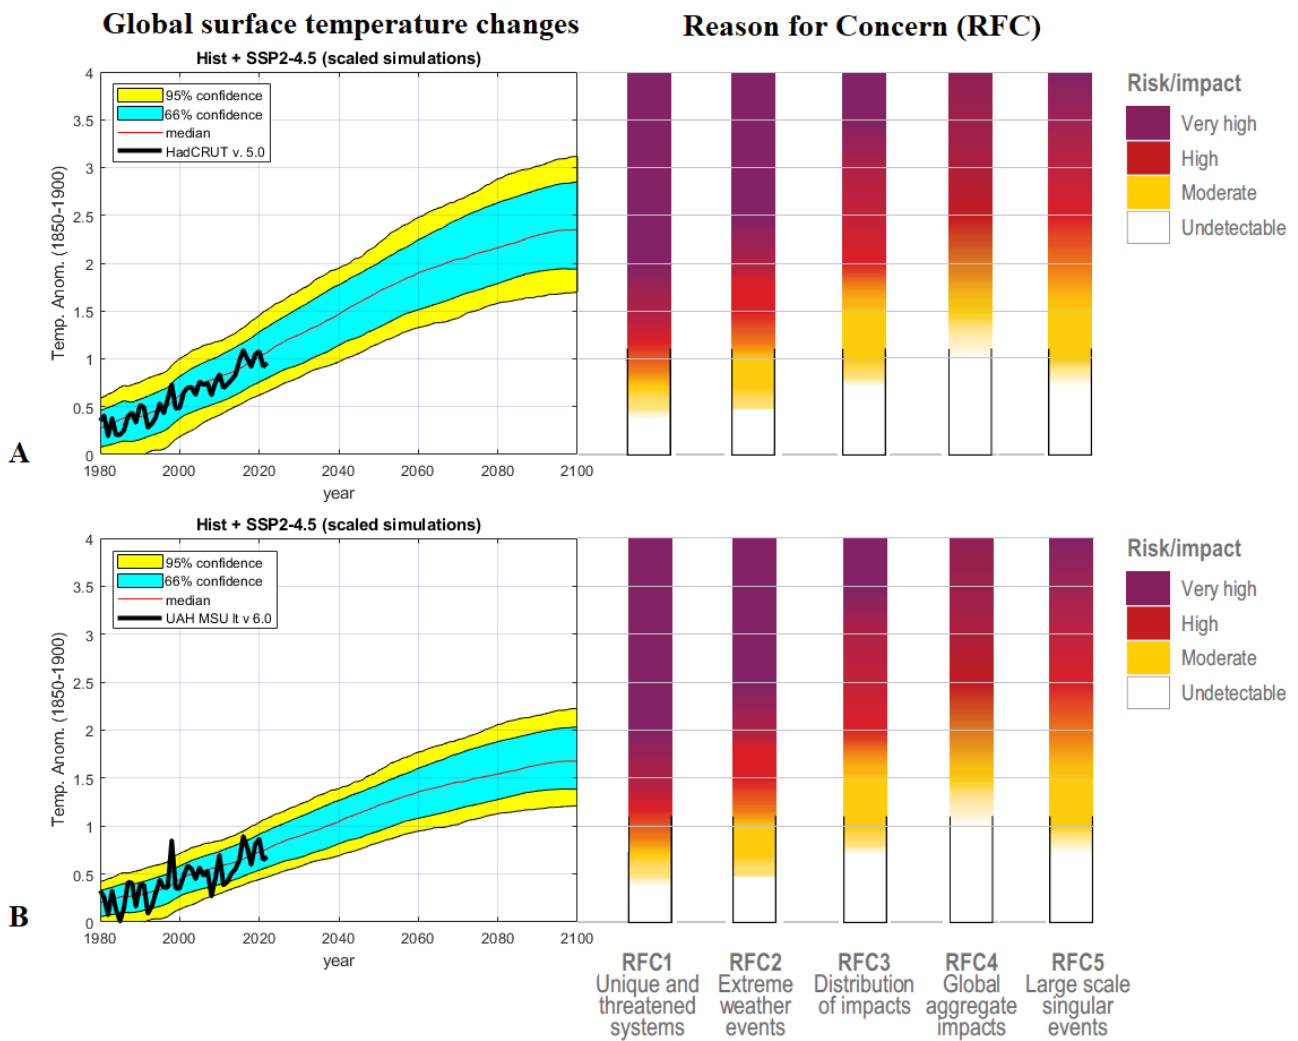 Global surface temperature changes
Reason for Concern (RFC)
Hist + SSP2-4.5 (scaled simulations)
4
3.5
3
2.5
2
1.5
1
0.5
0
Temp. Anom. (1850-1900)
95% confidence
66% confidence
median
HadCRUT v. 5.0
1980
2000
2020
2040
2060
2080
2100
year
A
Risk/impact
Very high
High
Moderate
Undetectable
Hist + SSP2-4.5 (scaled simulations)
4
3.5
3
2.5
2
1.5
1
0.5
0
Temp. Anom. (1850-1900)
95% confidence
66% confidence
median
UAH MSU lt v 6.0
1980
2000
2020
2040
2060
2080
2100
year
B
Risk/impact
Very high
High
Moderate
Undetectable
RFC1
Unique and
threatened
systems
RFC2
Extreme
weather
events
RFC3
Distribution
of impacts
RFC4
Global
aggregate
impacts
RFC5
Large scale
singular
events